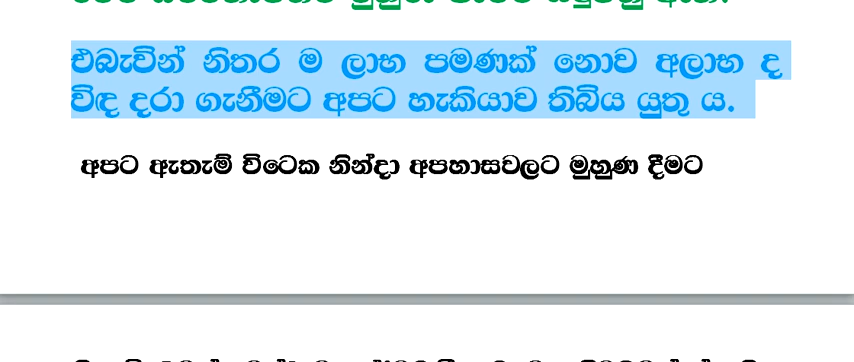 එබැවින් නිතර ම ලාභ පමණක් නොව අලාභ ද
විඳ දරා ගැනීමට අපට හැකියාව තිබිය යුතු ය.
අපට ඇතැම් විටෙක නින්දා අපහාසවලට මුහුණ දීමට